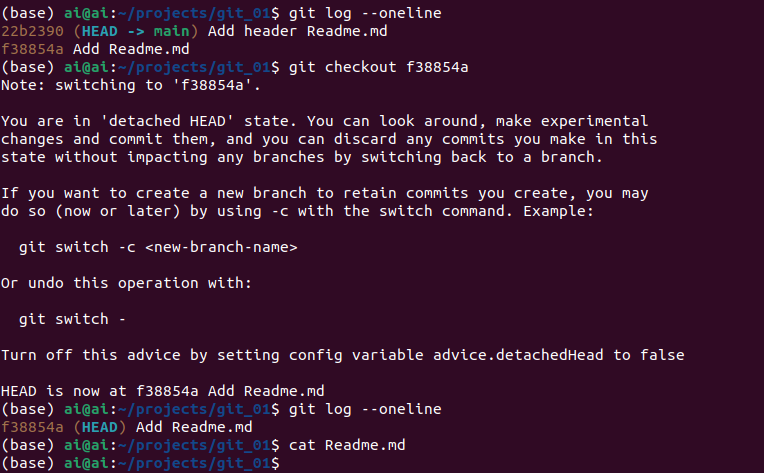 (base) ai@ai:~/projects/git_01$ git log --oneline
22b2390 (HEAD -> main) Add header Readme.md
f38854a Add Readme.md
(base) ai@ai:~/projects/git_01$ git checkout f38854a
Note: switching to 'f38854a'.

You are in 'detached HEAD' state. You can look around, make experimental
changes and commit them, and you can discard any commits you make in this
state without impacting any branches by switching back to a branch.

If you want to create a new branch to retain commits you create, you may
do so (now or later) by using -c with the switch command. Example:

  git switch -c <new-branch-name>

Or undo this operation with:

  git switch -

Turn off this advice by setting config variable advice.detachedHead to false

HEAD is now at f38854a Add Readme.md
(base) ai@ai:~/projects/git_01$ git log --oneline
f38854a (HEAD) Add Readme.md
(base) ai@ai:~/projects/git_01$ cat Readme.md
(base) ai@ai:~/projects/git_01$